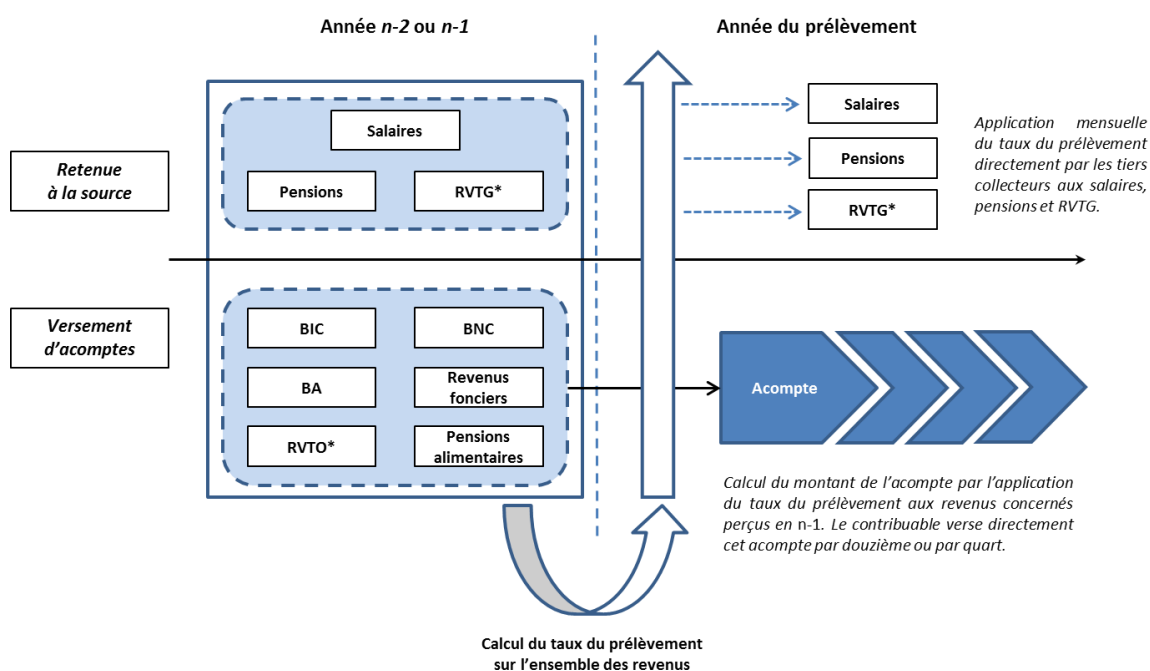 Année n-2 ou n-1
Année du prélèvement
Retenue
à la source
Salaires
Pensions
RVTG*
Salaires
Pensions
RVTG*
Application mensuelle
du taux du prélèvement
directement par les tiers
collecteurs aux salaires,
pensions et RVTG.
Versement
d’acomptes
BIC
BNC
BA
Revenus
fonciers
RVTO*
Pensions
alimentaires
Acompte
Calcul du montant de l’acompte par l’application
du taux du prélèvement aux revenus concernés
perçus en n-1. Le contribuable verse directement
cet acompte par douzième ou par quart.
Calcul du taux du prélèvement
sur l’ensemble des revenus